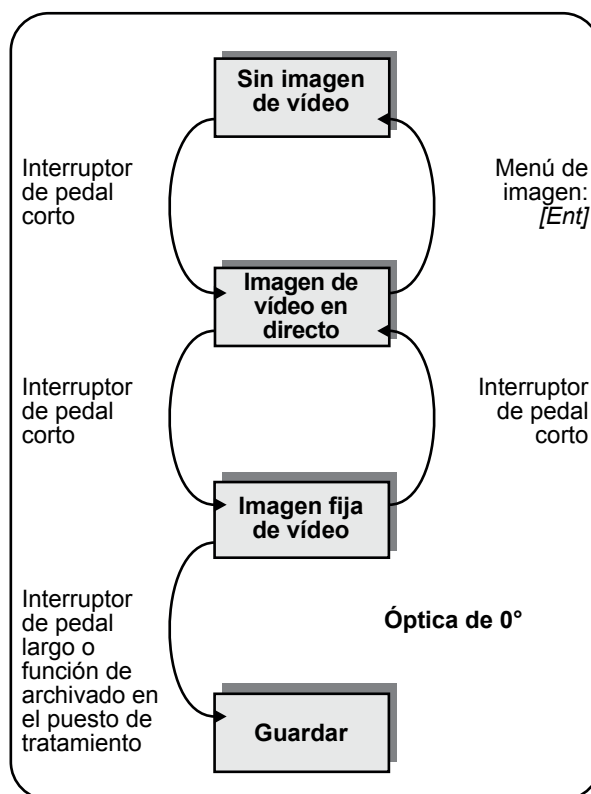 Sin imagen
de vídeo
Interruptor
de pedal
corto
Menú de
imagen:
[Ent]
Imagen de
vídeo en
directo
Interruptor
de pedal
corto
Interruptor
de pedal
corto
Imagen fija
de vídeo
Interruptor
de pedal
largo o
función de
archivado en
el puesto de
tratamiento
Óptica de 0°
Guardar